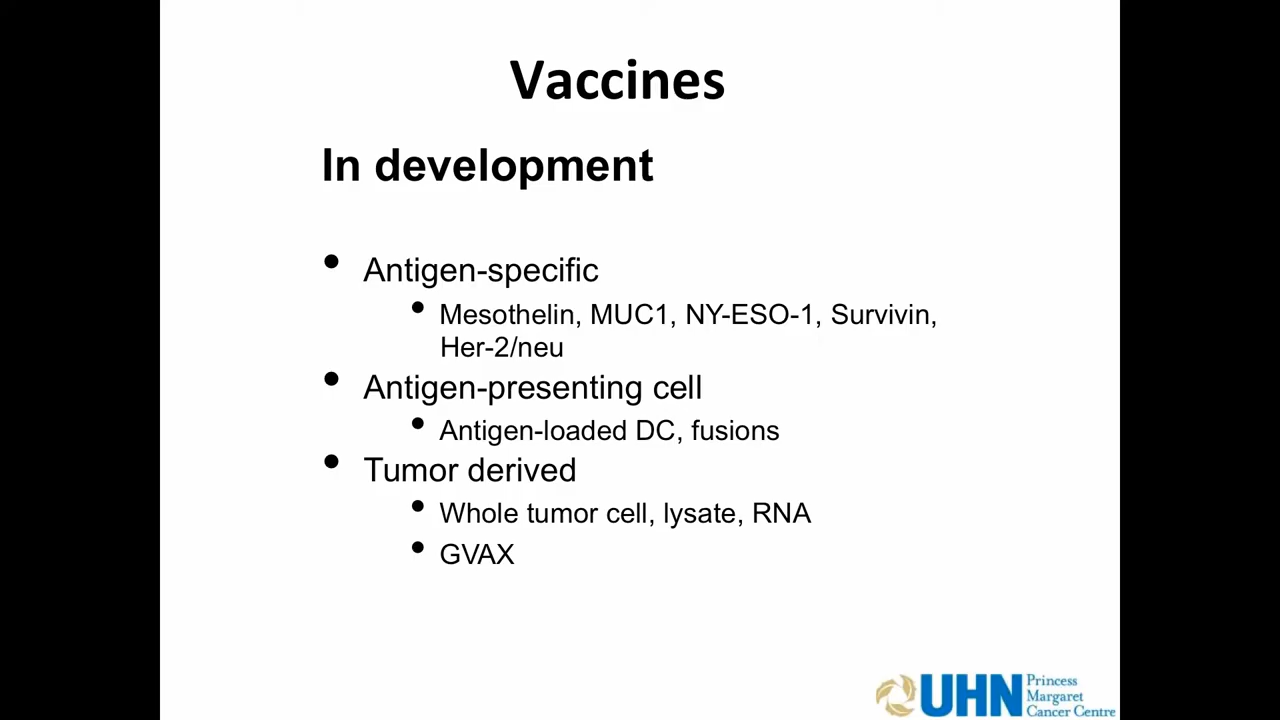 Vaccines
In development
• Antigen-specific
• Mesothelin, MUC1, NY-ESO-1, Survivin,
Her-2/neu
• Antigen-presenting cell
• Antigen-loaded DC, fusions
• Tumor derived
• Whole tumor cell, lysate, RNA
• GVAX
UHN
Princess
Margaret
Cancer Centre